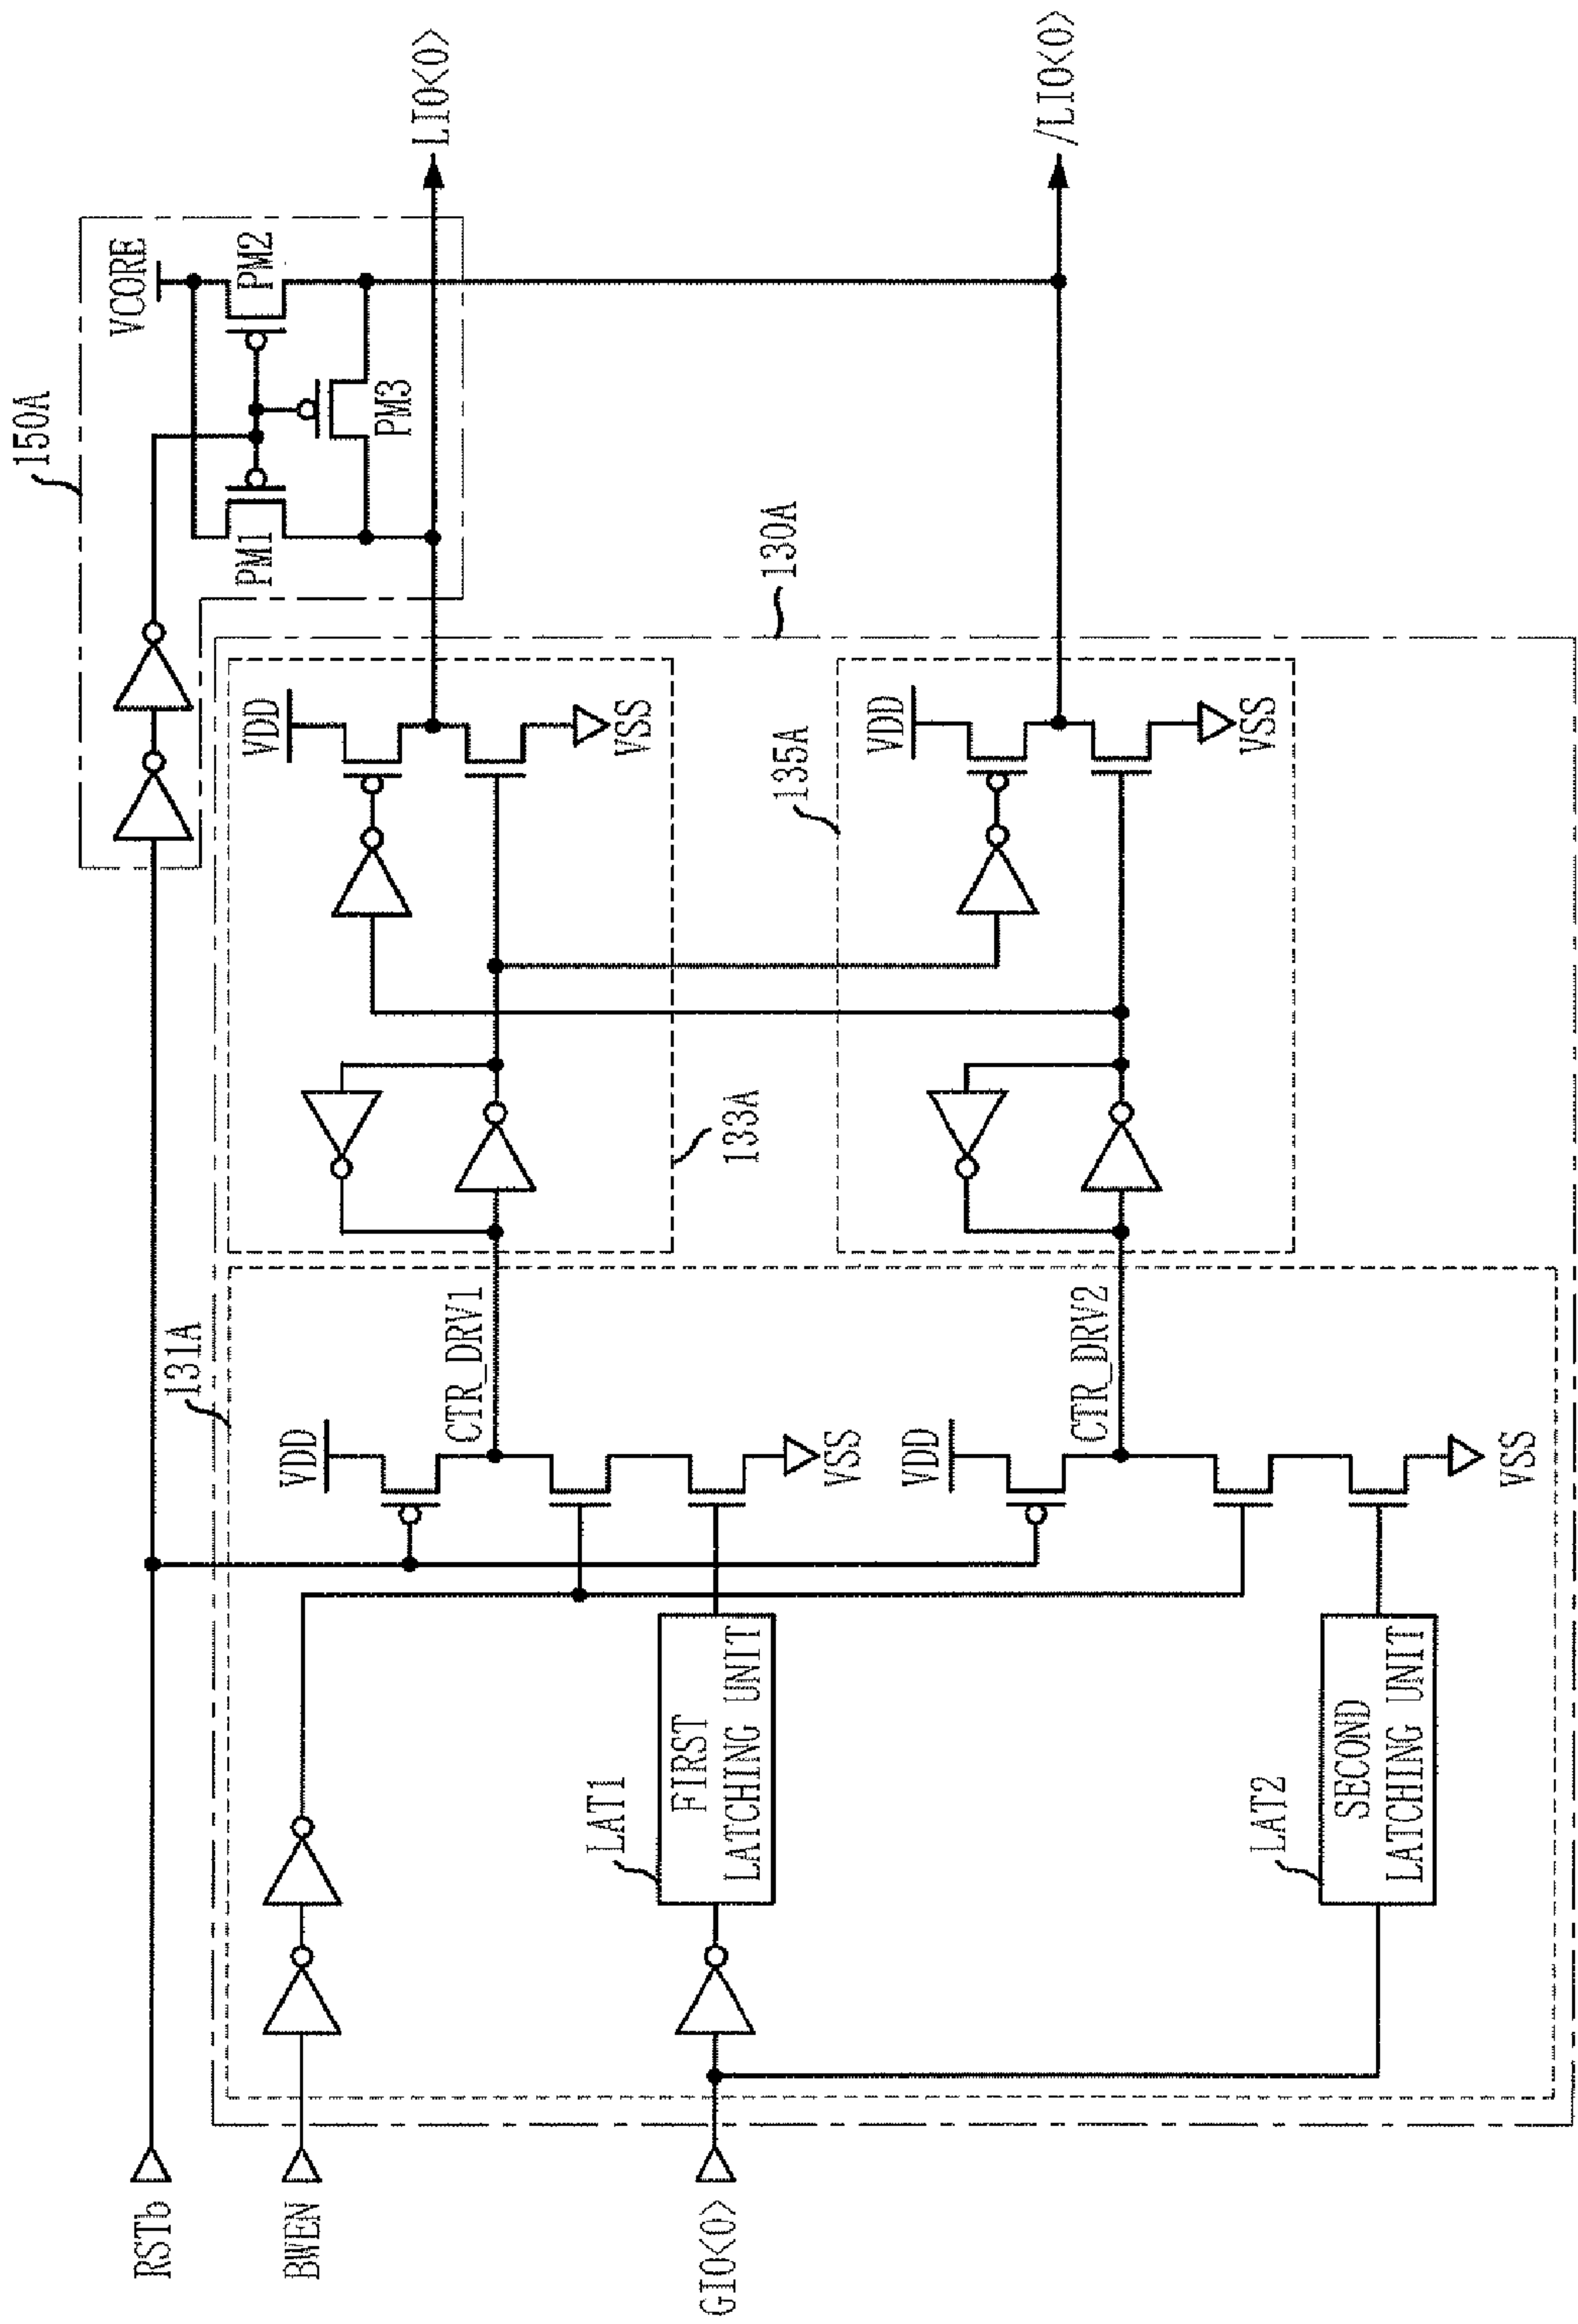 150A
VCORE
PM1
PM2
PM3
LIO<0>
/LIO<0>
130A
131A
VDD
CTR_DRV1
VSS
VDD
CTR_DRV2
VSS
133A
VDD
VSS
135A
VDD
VSS
RSTb
BWEN
GIO<0>
LAT1
FIRST
LATCHING UNIT
LAT2
SECOND
LATCHING UNIT